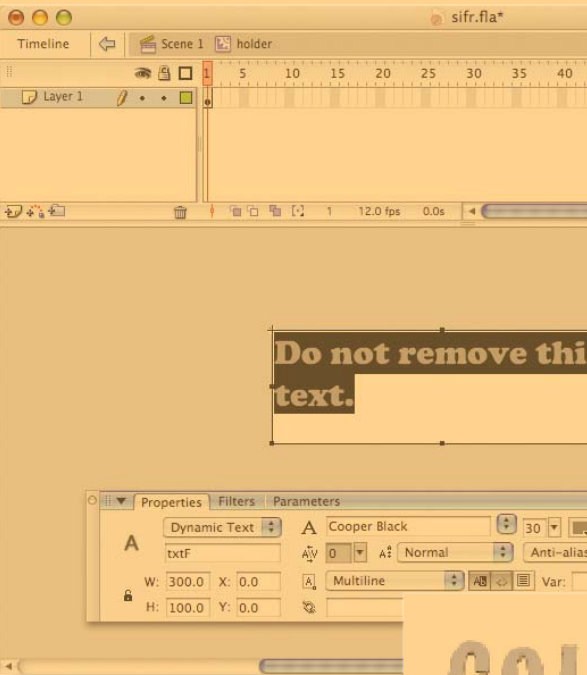 sifr.fla*
Timeline Scene 1 holder
1 5 10 15 20 25 30 35 40
Layer 1
1 12.0 fps 0.0s
Do not remove thi
text.
Properties Filters Parameters
A Dynamic Text A Cooper Black 30
txtF AV 0 A Normal Anti-alias
W: 300.0 X: 0.0 A Multiline AB <> Var:
H: 100.0 Y: 0.0